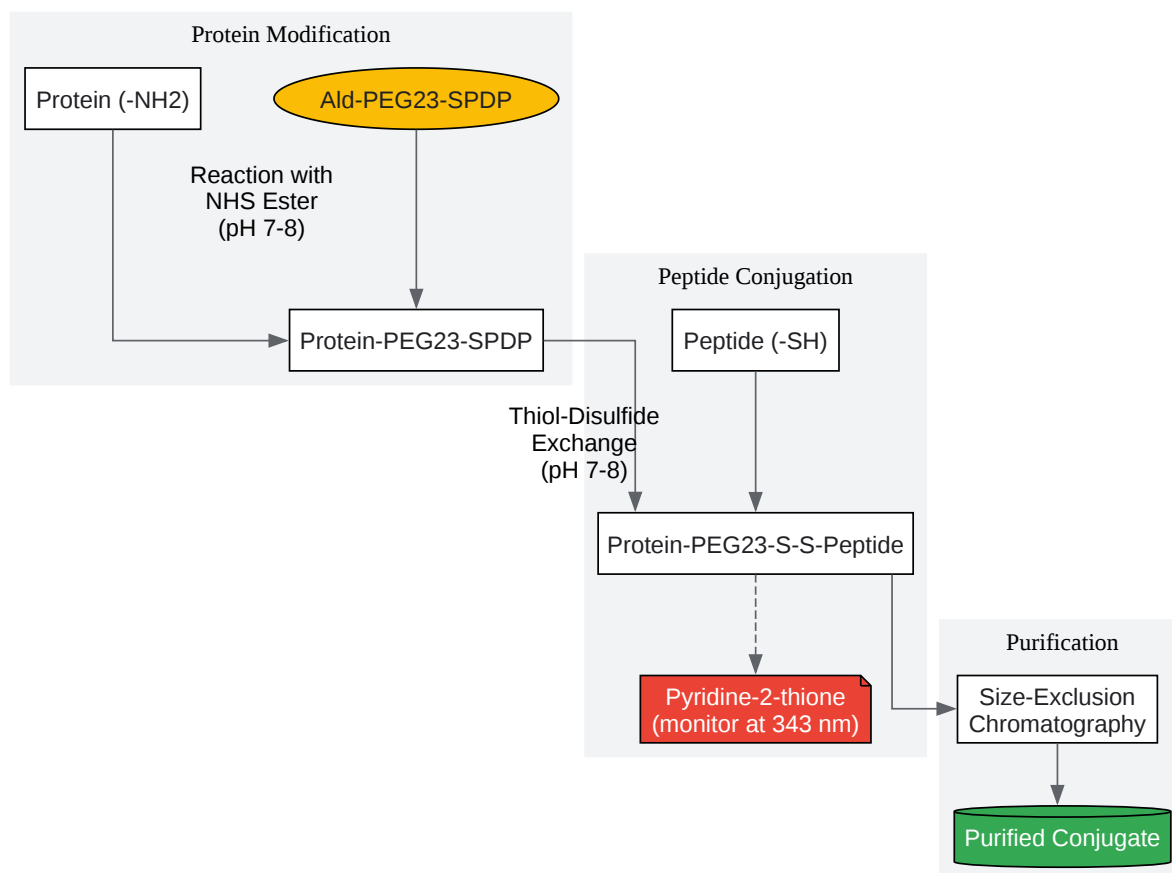 Protein Modification
Protein (-NH2)
Ald-PEG23-SPDP
Reaction with
NHS Ester
(pH 7-8)
Protein-PEG23-SPDP
Peptide Conjugation
Peptide (-SH)
Thiol-Disulfide
Exchange
(pH 7-8)
Protein-PEG23-S-S-Peptide
Pyridine-2-thione
(monitor at 343 nm)
Purification
Size-Exclusion
Chromatography
Purified Conjugate